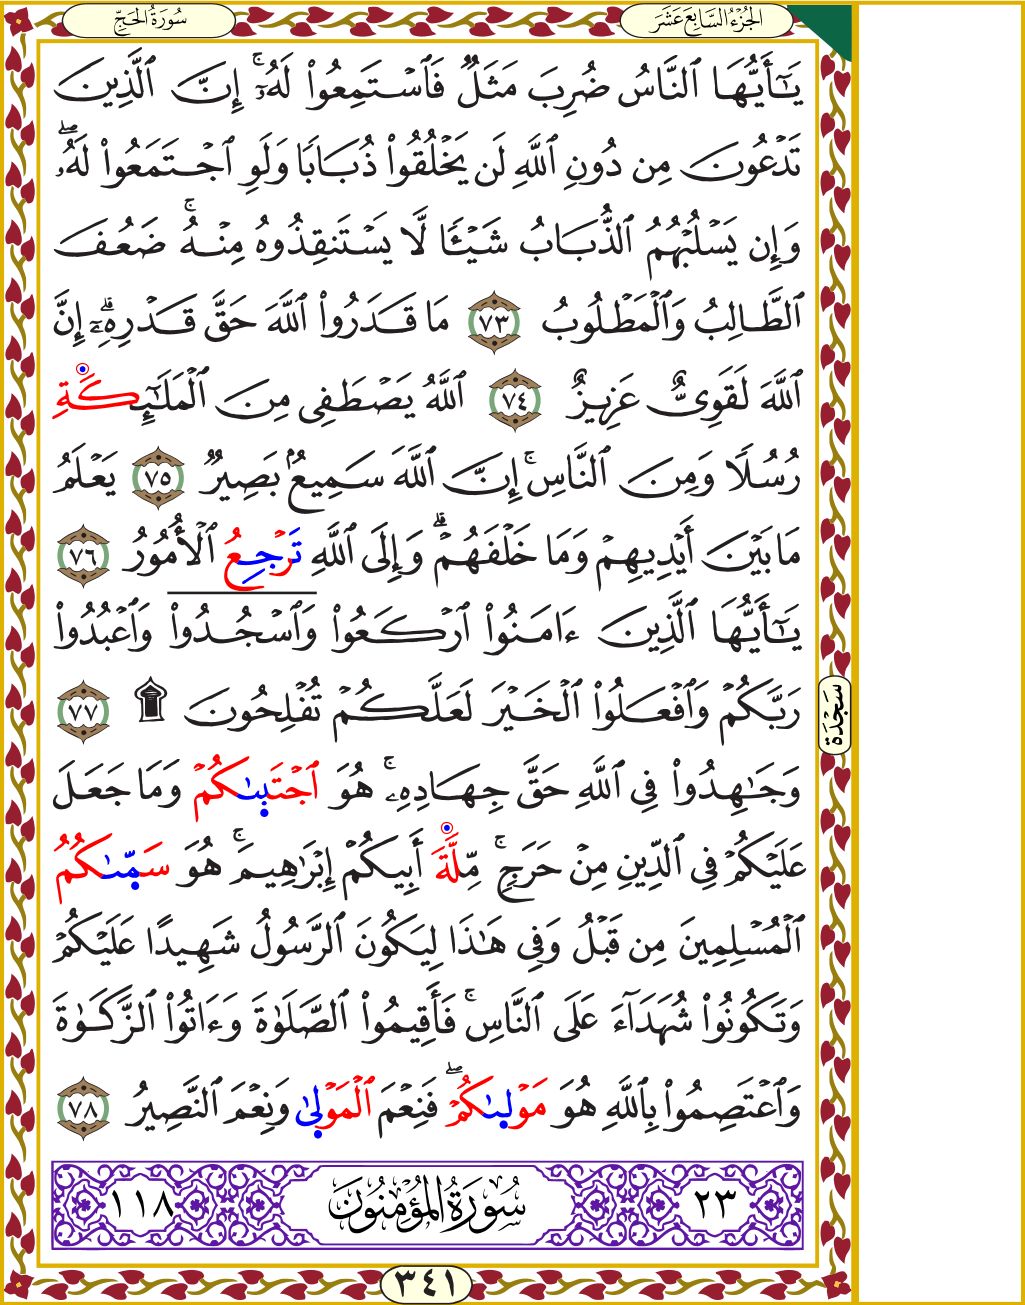 سُورَةُ الحَجِّ
الجُزْءُ السَّابِعَ عَشَرَ
يَٰٓأَيُّهَا ٱلنَّاسُ ضُرِبَ مَثَلٞ فَٱسۡتَمِعُواْ لَهُۥٓۚ إِنَّ ٱلَّذِينَ
تَدۡعُونَ مِن دُونِ ٱللَّهِ لَن يَخۡلُقُواْ ذُبَابٗا وَلَوِ ٱجۡتَمَعُواْ لَهُۥۖ
وَإِن يَسۡلُبۡهُمُ ٱلذُّبَابُ شَيۡـٔٗا لَّا يَسۡتَنقِذُوهُ مِنۡهُۚ ضَعُفَ
ٱلطَّالِبُ وَٱلۡمَطۡلُوبُ ٧٣ مَا قَدَرُواْ ٱللَّهَ حَقَّ قَدۡرِهِۦٓۗ إِنَّ
ٱللَّهَ لَقَوِيٌّ عَزِيزٌ ٧٤ ٱللَّهُ يَصۡطَفِي مِنَ ٱلۡمَلَٰٓئِكَةِ
رُسُلٗا وَمِنَ ٱلنَّاسِۚ إِنَّ ٱللَّهَ سَمِيعُۢ بَصِيرٞ ٧٥ يَعۡلَمُ
مَا بَيۡنَ أَيۡدِيهِمۡ وَمَا خَلۡفَهُمۡۚ وَإِلَى ٱللَّهِ تَرۡجِعُ ٱلۡأُمُورُ ٧٦
يَٰٓأَيُّهَا ٱلَّذِينَ ءَامَنُواْ ٱرۡكَعُواْ وَٱسۡجُدُواْ وَٱعۡبُدُواْ
رَبَّكُمۡ وَٱفۡعَلُواْ ٱلۡخَيۡرَ لَعَلَّكُمۡ تُفۡلِحُونَ ۩ ٧٧
سَجْدَة
وَجَٰهِدُواْ فِي ٱللَّهِ حَقَّ جِهَادِهِۦۚ هُوَ ٱجۡتَبىٰكُمۡ وَمَا جَعَلَ
عَلَيۡكُمۡ فِي ٱلدِّينِ مِنۡ حَرَجٖۚ مِّلَّةَ أَبِيكُمۡ إِبۡرَٰهِيمَۚ هُوَ سَمّىٰكُمُ
ٱلۡمُسۡلِمِينَ مِن قَبۡلُ وَفِي هَٰذَا لِيَكُونَ ٱلرَّسُولُ شَهِيدًا عَلَيۡكُمۡ
وَتَكُونُواْ شُهَدَآءَ عَلَى ٱلنَّاسِۚ فَأَقِيمُواْ ٱلصَّلَوٰةَ وَءَاتُواْ ٱلزَّكَوٰةَ
وَٱعۡتَصِمُواْ بِٱللَّهِ هُوَ مَوۡلىٰكُمۡۖ فَنِعۡمَ ٱلۡمَوۡلىٰ وَنِعۡمَ ٱلنَّصِيرُ ٧٨
٢٣ سُورَةُ المُؤْمِنُونَ ١١٨
٣٤١